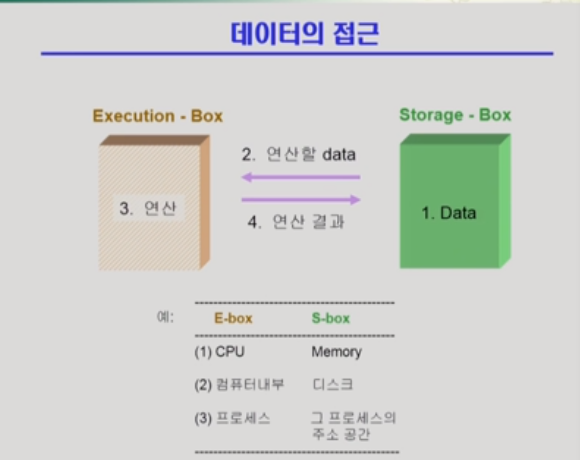 데이터의 접근
Execution - Box
Storage - Box
2. 연산할 data
3. 연산
1. Data
4. 연산 결과
예:
E-box S-box
(1) CPU Memory
(2) 컴퓨터내부 디스크
(3) 프로세스 그 프로세스의
주소 공간